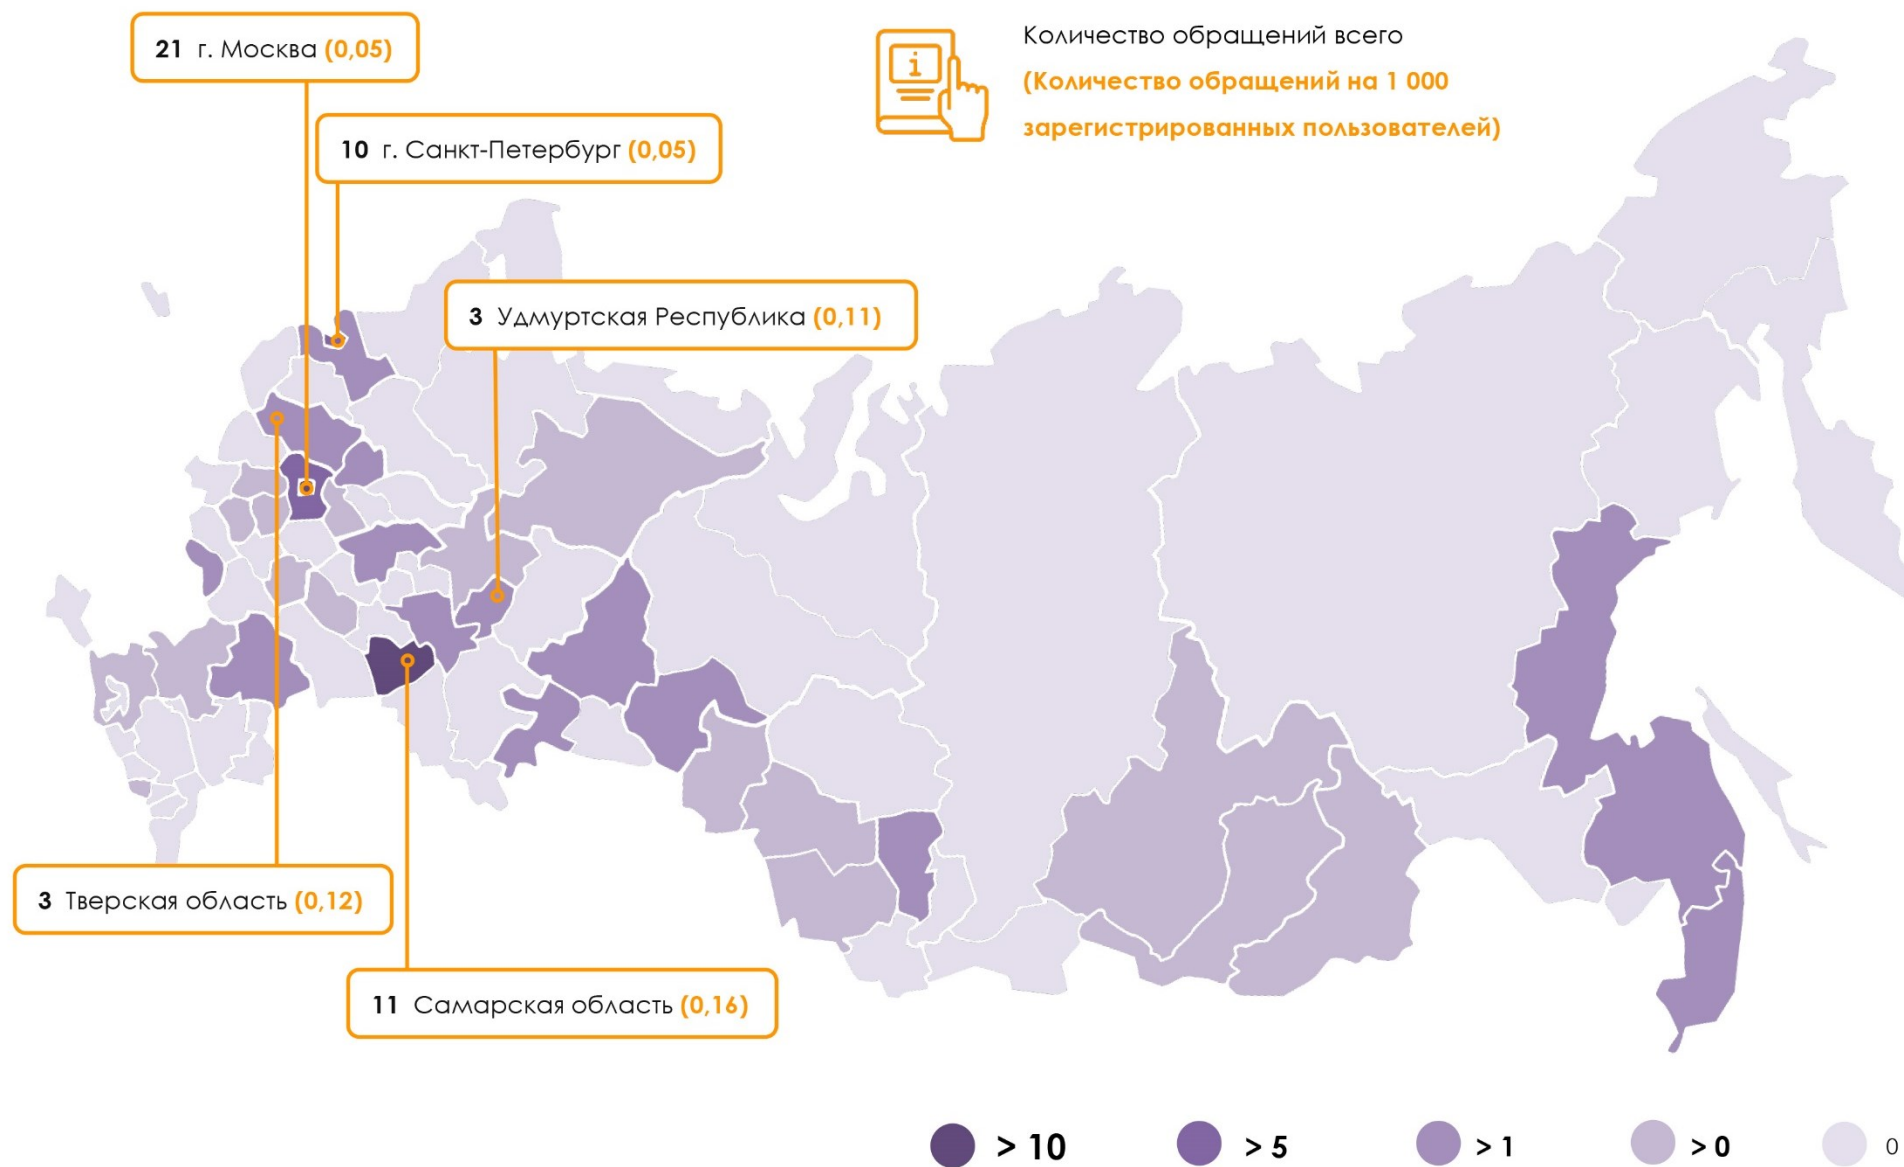 21 г. Москва (0,05)
Количество обращений всего
(Количество обращений на 1 000
зарегистрированных пользователей)
i
10 г. Санкт-Петербург (0,05)
3 Удмуртская Республика (0,11)
3 Тверская область (0,12)
11 Самарская область (0,16)
> 10
> 5
> 1
> 0
0